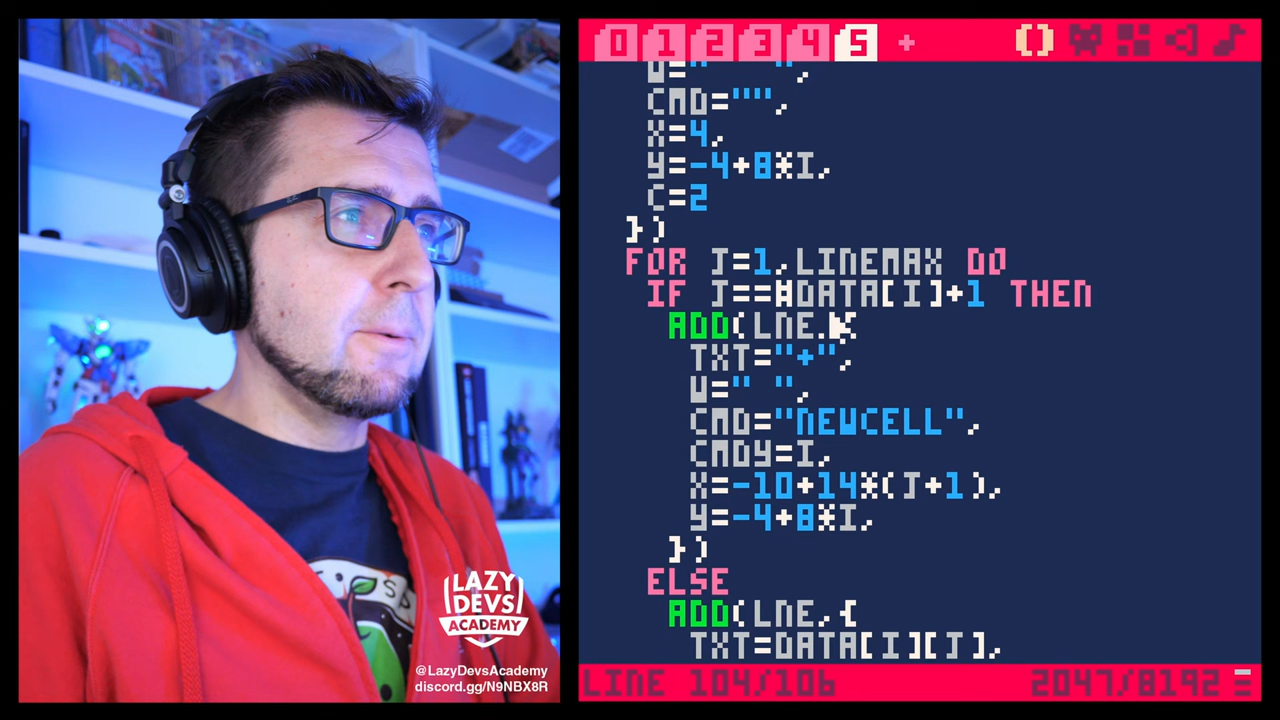 0 1 2 3 4 5 + ()
CMD="",
X=4,
Y=-4+8*I,
C=2
})
FOR J=1,LINEMAX DO
IF J==#DATA[I]+1 THEN
ADD(LNE,{
TXT="+",
W=" ",
CMD="NEWCELL",
CMDY=I,
X=-10+14*(J+1),
Y=-4+8*I,
})
ELSE
ADD(LNE,{
TXT=DATA[I][J],
LINE 104/106 2047/8192
LAZY
DEVS
ACADEMY
@LazyDevsAcademy
discord.gg/N9NBX8R